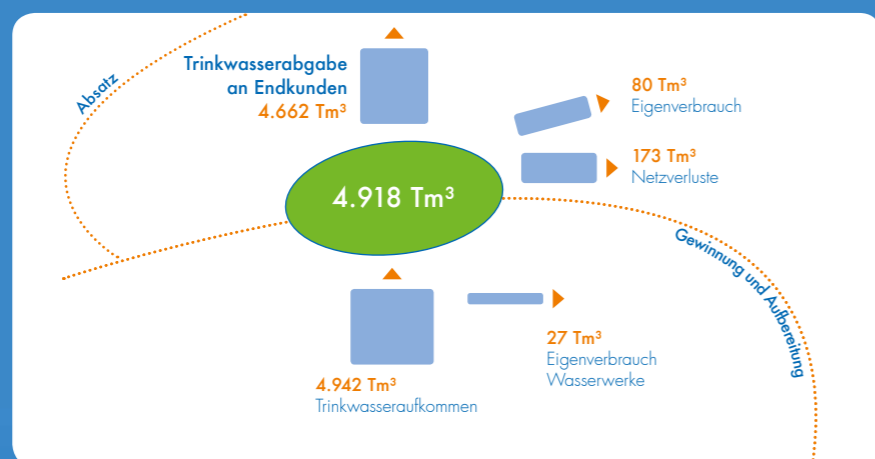 Absatz
Trinkwasserabgabe
an Endkunden
4.662 Tm³
80 Tm³
Eigenverbrauch
173 Tm³
Netzverluste
4.918 Tm³
Gewinnung und Aufbereitung
27 Tm³
Eigenverbrauch
Wasserwerke
4.942 Tm³
Trinkwasseraufkommen